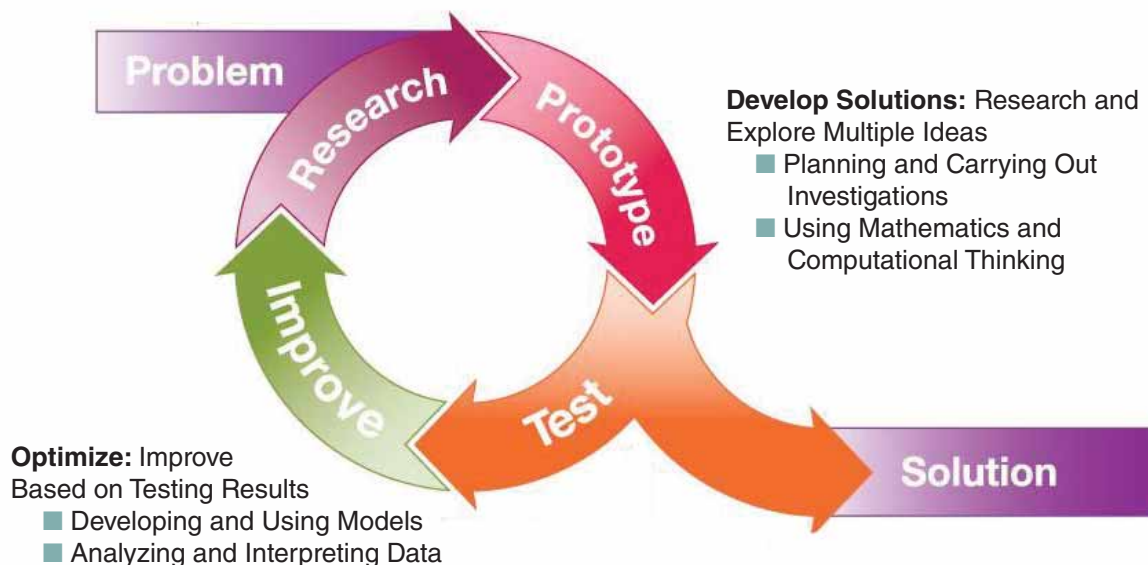 Problem
Research
Prototype
Develop Solutions: Research and
Explore Multiple Ideas
■ Planning and Carrying Out
Investigations
■ Using Mathematics and
Computational Thinking
Improve
Test
Solution
Optimize: Improve
Based on Testing Results
■ Developing and Using Models
■ Analyzing and Interpreting Data